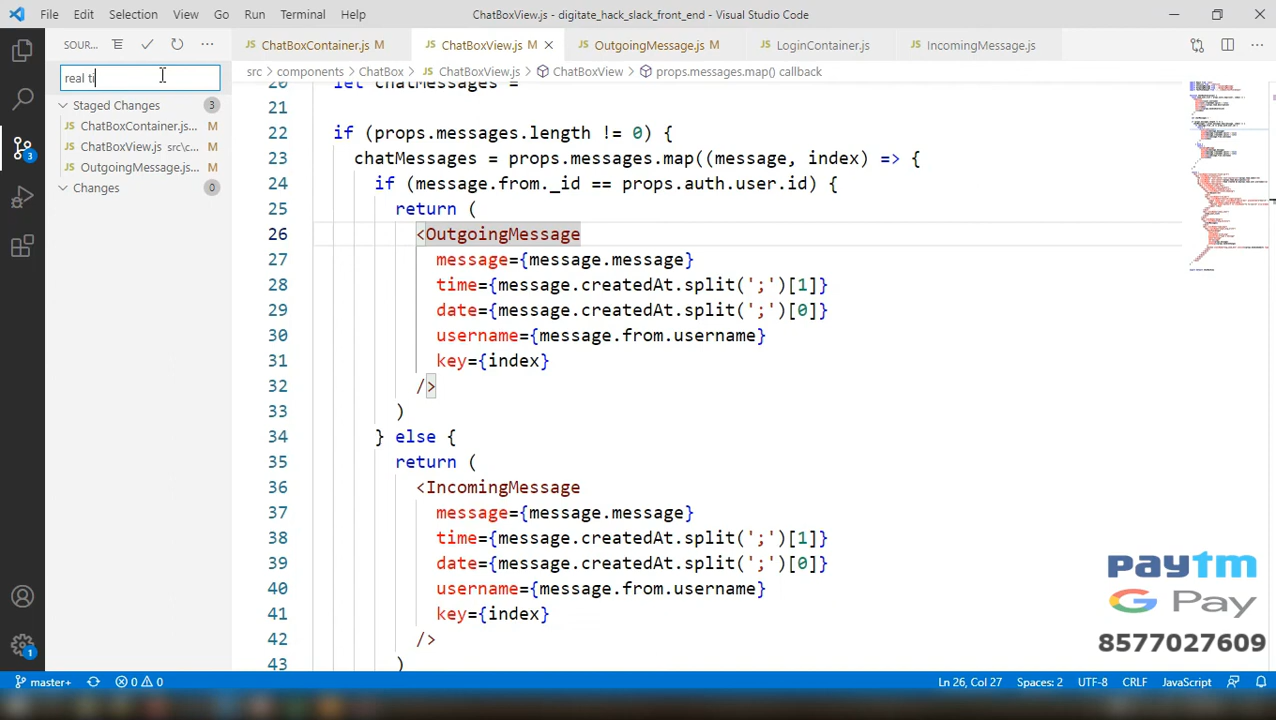 File Edit Selection View Go Run Terminal Help
ChatBoxView.js - digitate_hack_slack_front_end - Visual Studio Code
SOUR...
ChatBoxContainer.js M
ChatBoxView.js M
OutgoingMessage.js M
LoginContainer.js
IncomingMessage.js
real ti
src > components > ChatBox > ChatBoxView.js > ChatBoxView > props.messages.map() callback
Staged Changes 3
ChatBoxContainer.js... M
ChatBoxView.js src\c... M
OutgoingMessage.js... M
Changes 0
3
1
20 let chatMessages =
21
22 if (props.messages.length != 0) {
23 chatMessages = props.messages.map((message, index) => {
24 if (message.from._id == props.auth.user.id) {
25 return (
26 <OutgoingMessage
27 message={message.message}
28 time={message.createdAt.split(';')[1]}
29 date={message.createdAt.split(';')[0]}
30 username={message.from.username}
31 key={index}
32 />
33 )
34 } else {
35 return (
36 <IncomingMessage
37 message={message.message}
38 time={message.createdAt.split(';')[1]}
39 date={message.createdAt.split(';')[0]}
40 username={message.from.username}
41 key={index}
42 />
43 )
paytm
G Pay
8577027609
master+ 0 0 Ln 26, Col 27 Spaces: 2 UTF-8 CRLF JavaScript